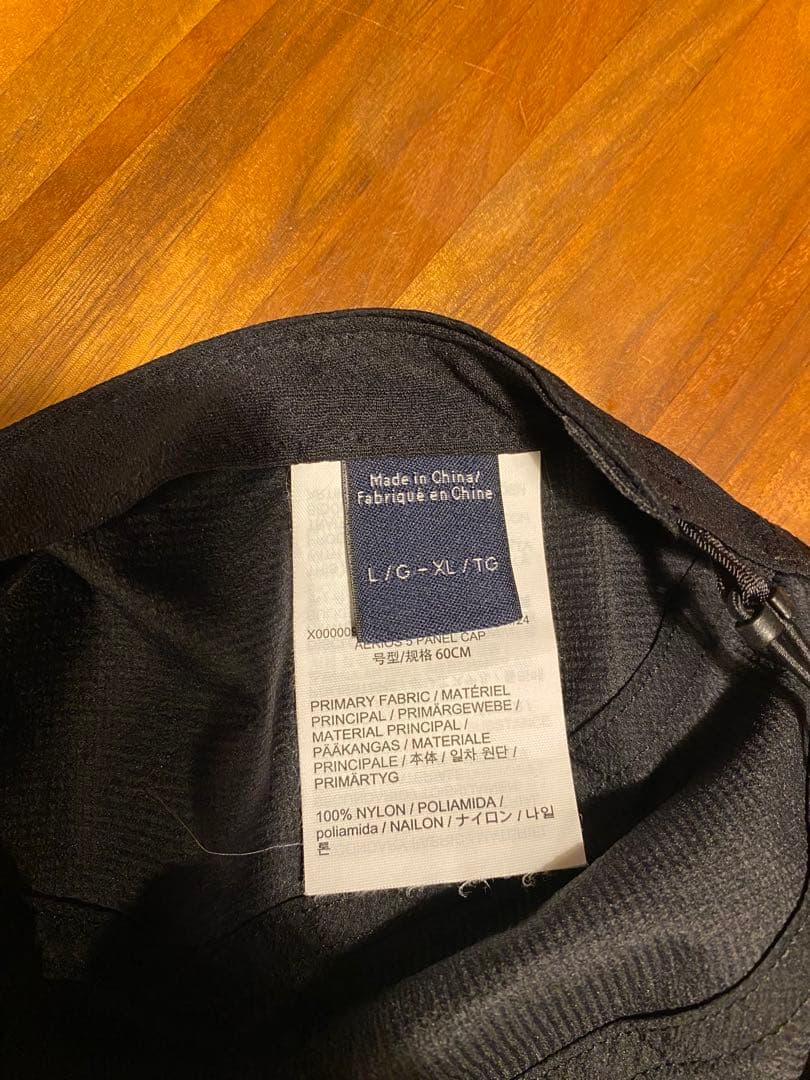 Made in China/
Fabriqué en Chine
L / G – XL / TG
X00000
24
AERIOS 5 PANEL CAP
号型/规格 60CM
PRIMARY FABRIC / MATÉRIEL
PRINCIPAL / PRIMÄRGEWEBE /
MATERIAL PRINCIPAL /
PÄÄKANGAS / MATERIALE
PRINCIPALE / 本体 / 일차 원단 /
PRIMÄRTYG
100% NYLON / POLIAMIDA /
poliamida / NAILON / ナイロン / 나일
론